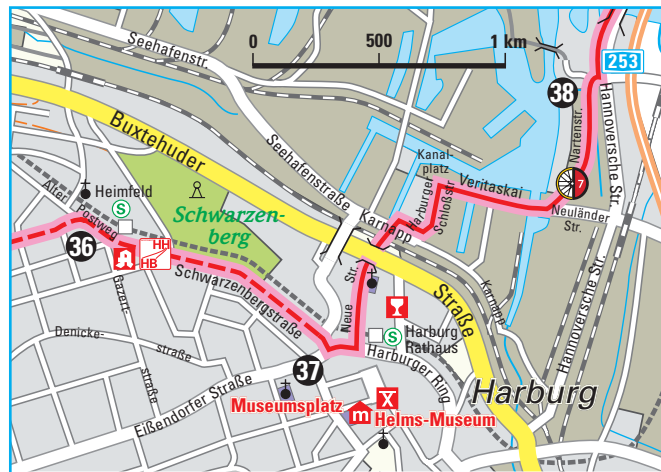 Seehafenstr.
0 500 1 km
253
38
Hannoversche Str.
Nartenstr.
Buxtehuder
Seehafenstraße
Kanal-
platz
Veritaskai
7
Harburger
Schloßstr.
Karnapp
Neuländer
Str.
Heimfeld
S
Schwarzen-
berg
Alter
Postweg
36
HH
HB
Schwarzenbergstraße
Gazert-
straße
Neue
Str.
Straße
Karnapp
Hannoversche Str.
Denicke-
straße
S
Harburg
Rathaus
Harburger Ring
37
Eißendorfer Straße
Museumsplatz
m
Helms-Museum
Harburg